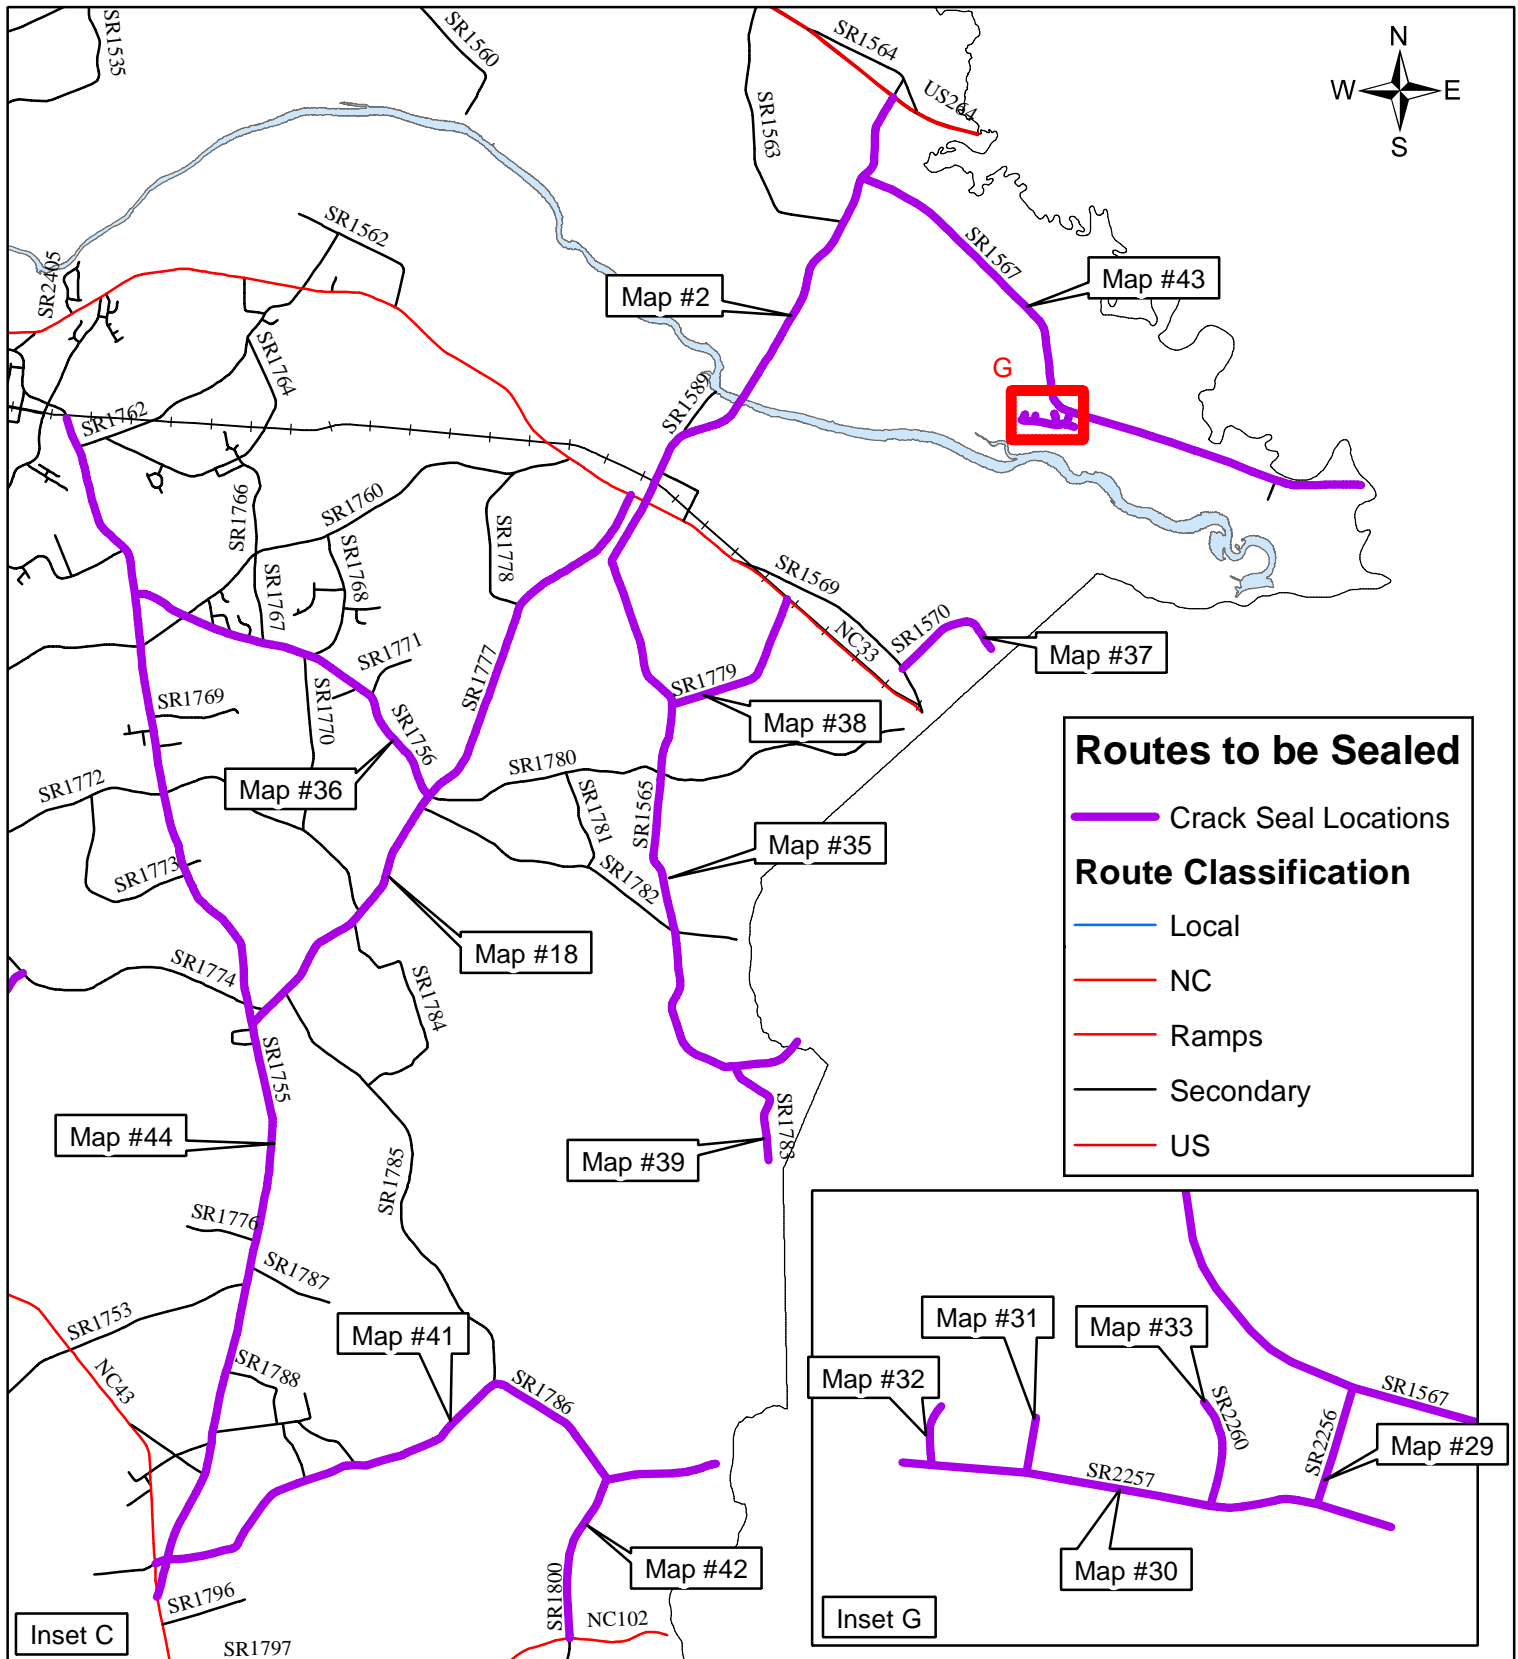 SR1535
SR1560
SR1564
US264
SR1563
N
W
E
S
SR1562
SR2405
SR1567
Map #43
Map #2
G
SR1764
SR1589
SR1762
SR1766
SR1760
SR1778
SR1768
SR1767
SR1569
SR1570
NC33
Map #37
SR1771
SR1777
SR1779
Map #38
SR1769
SR1770
SR1756
SR1780
SR1772
Map #36
SR1781
SR1565
Map #35
SR1773
SR1782
Map #18
SR1774
SR1784
SR1755
Map #44
SR1783
Map #39
SR1785
SR1776
SR1787
SR1753
Map #41
NC43
SR1788
SR1786
Map #42
SR1800
NC102
SR1796
SR1797
Inset C
Routes to be Sealed
Crack Seal Locations
Route Classification
Local
NC
Ramps
Secondary
US
Map #31
Map #33
Map #32
SR1567
SR2260
SR2256
Map #29
SR2257
Map #30
Inset G